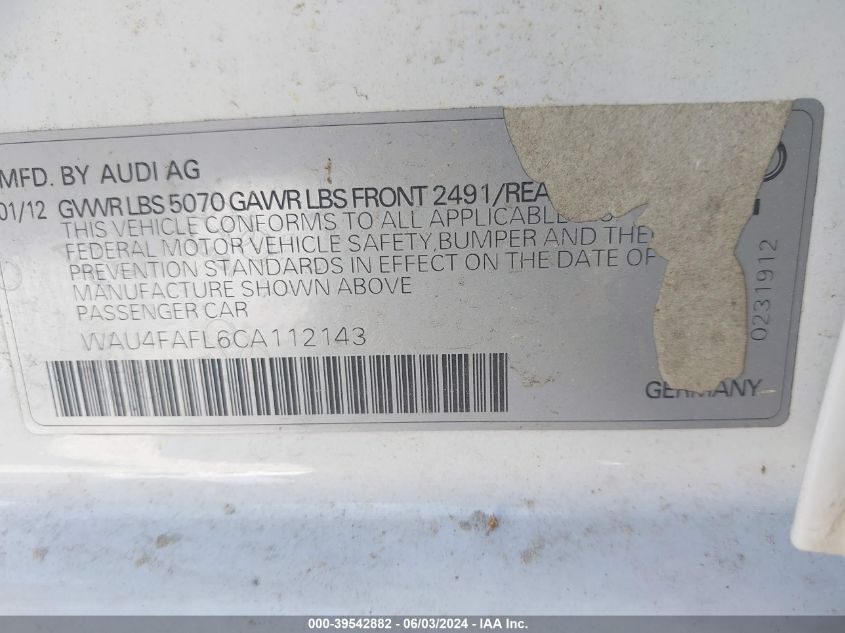 MFD. BY AUDI AG
01/12 GVWR LBS 5070 GAWR LBS FRONT 2491/REA
THIS VEHICLE CONFORMS TO ALL APPLICABLE
FEDERAL MOTOR VEHICLE SAFETY, BUMPER AND THE
PREVENTION STANDARDS IN EFFECT ON THE DATE OF
MANUFACTURE SHOWN ABOVE
PASSENGER CAR
WAU4FAFL6CA112143
0231912
GERMANY
000-39542882 - 06/03/2024 - IAAI.com